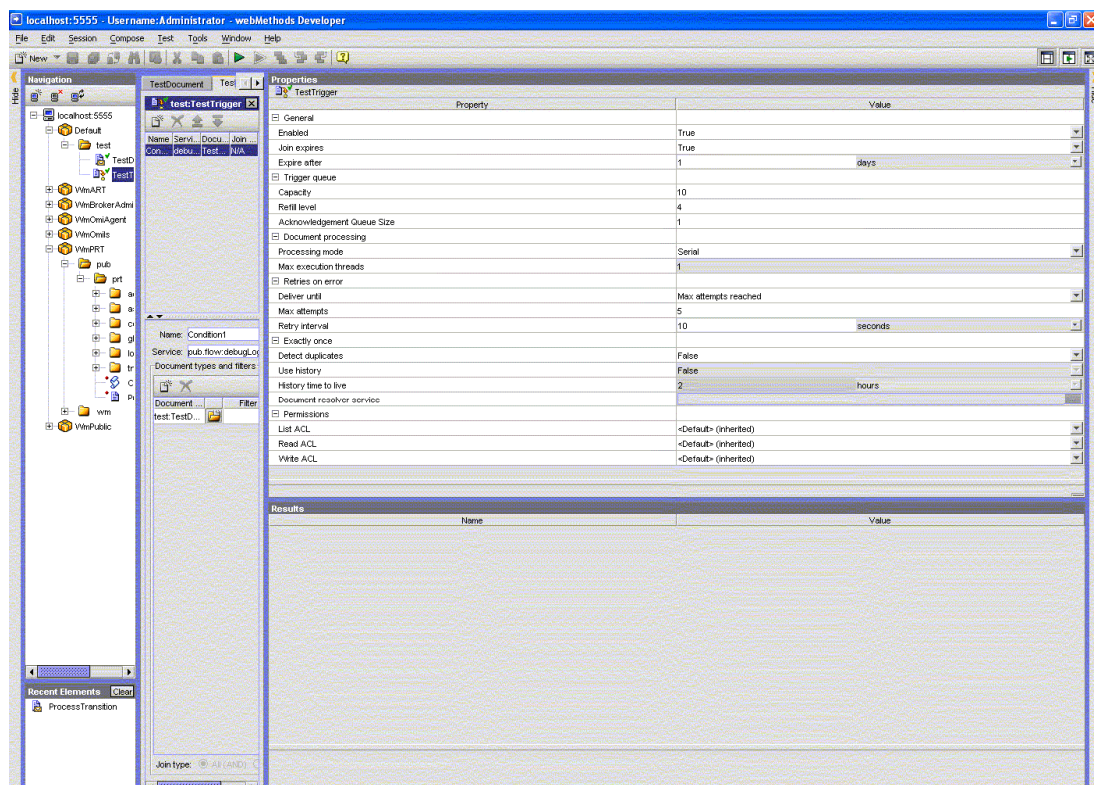 localhost:5555 - Username:Administrator - webMethods Developer
File Edit Session Compose Test Tools Window Help
New
Hide
Navigation
localhost:5555
Default
test
TestD
TestT
WmART
WmBrokerAdmi
WmOmiAgent
WmOmils
WmPRT
pub
prt
wm
WmPublic
Recent Elements Clear
ProcessTransition
TestDocument
test:TestTrigger
Name Servi... Docu... Join ...
Con... debu... Test... N/A
Name: Condition1
Service: pub.flow:debugLog
Document types and filters
Document ... Filter
test:TestD...
Join type: All (AND)
Properties
TestTrigger
Property Value
General
Enabled True
Join expires True
Expire after 1 days
Trigger queue
Capacity 10
Refill level 4
Acknowledgement Queue Size 1
Document processing
Processing mode Serial
Max execution threads 1
Retries on error
Deliver until Max attempts reached
Max attempts 5
Retry interval 10 seconds
Exactly once
Detect duplicates False
Use history False
History time to live 2 hours
Document resolver service
Permissions
List ACL <Default> (inherited)
Read ACL <Default> (inherited)
Write ACL <Default> (inherited)
Results
Name Value